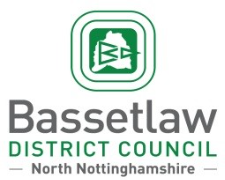 Bassetlaw
DISTRICT COUNCIL
North Nottinghamshire